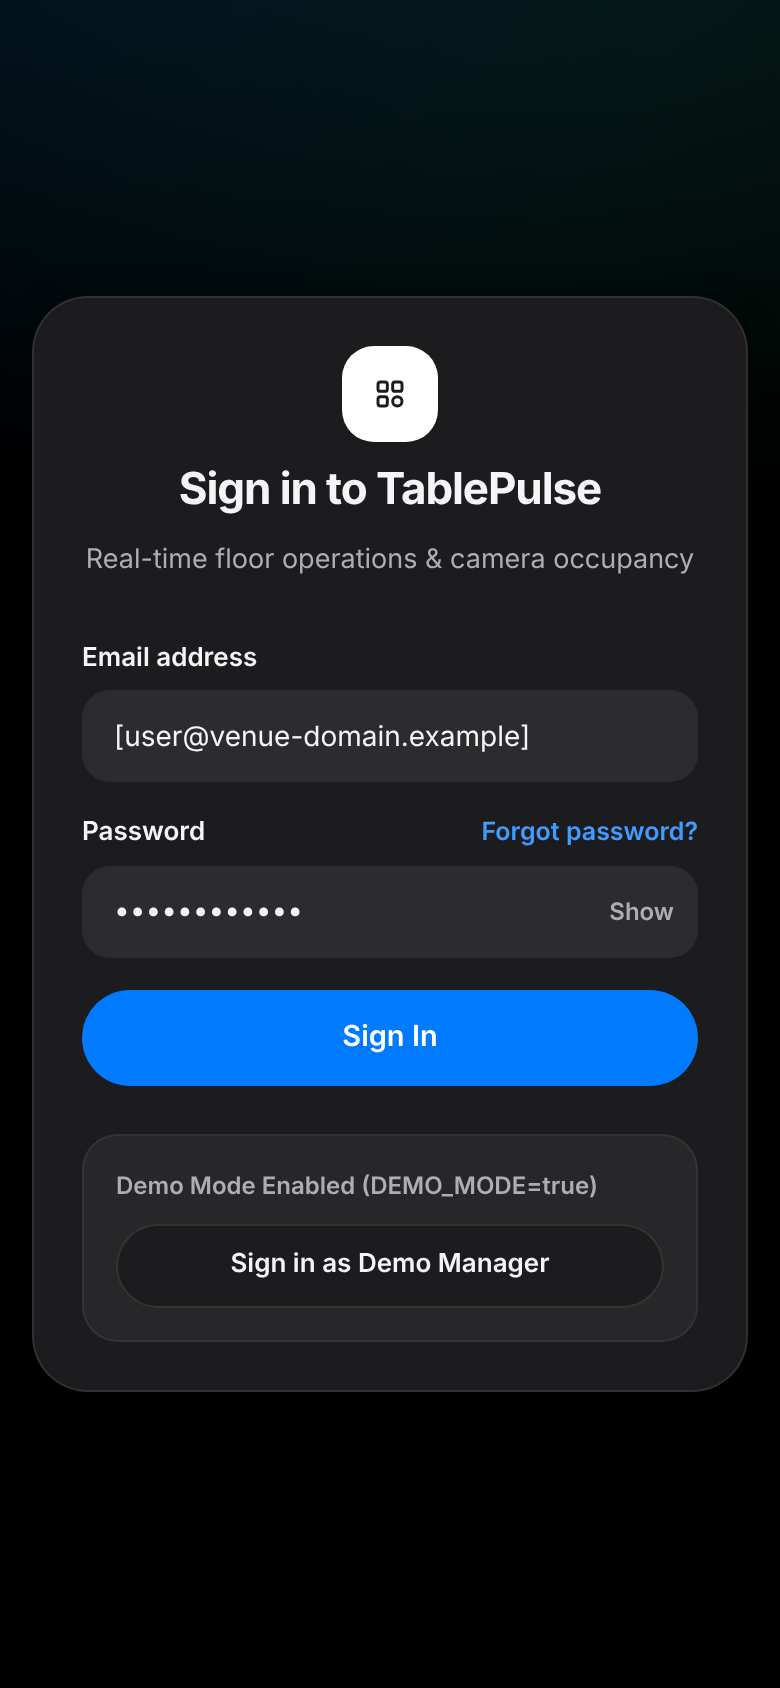 Sign in to TablePulse
Real-time floor operations & camera occupancy
Email address
[user@venue-domain.example]
Password Forgot password?
•••••••••••• Show
Sign In
Demo Mode Enabled (DEMO_MODE=true)
Sign in as Demo Manager